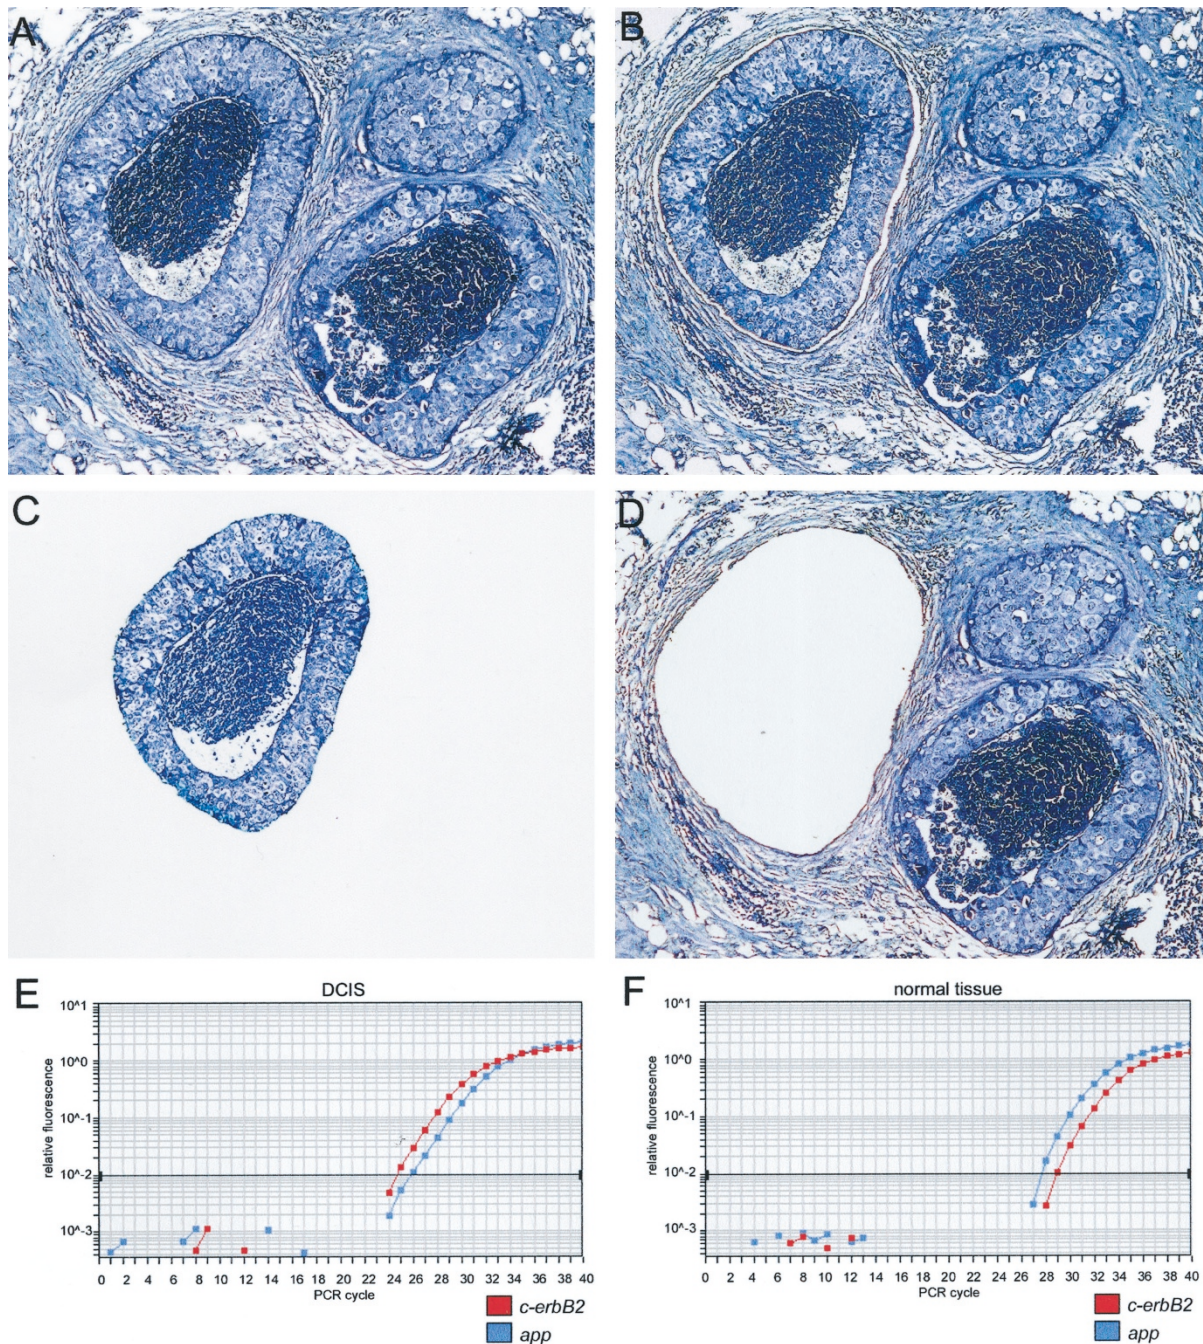 A
B
C
D
E
DCIS
relative fluorescence
10^1
10^0
10^-1
10^-2
10^-3
0 2 4 6 8 10 12 14 16 18 20 22 24 26 28 30 32 34 36 38 40
PCR cycle
c-erbB2
app
F
normal tissue
relative fluorescence
10^1
10^0
10^-1
10^-2
10^-3
0 2 4 6 8 10 12 14 16 18 20 22 24 26 28 30 32 34 36 38 40
PCR cycle
c-erbB2
app